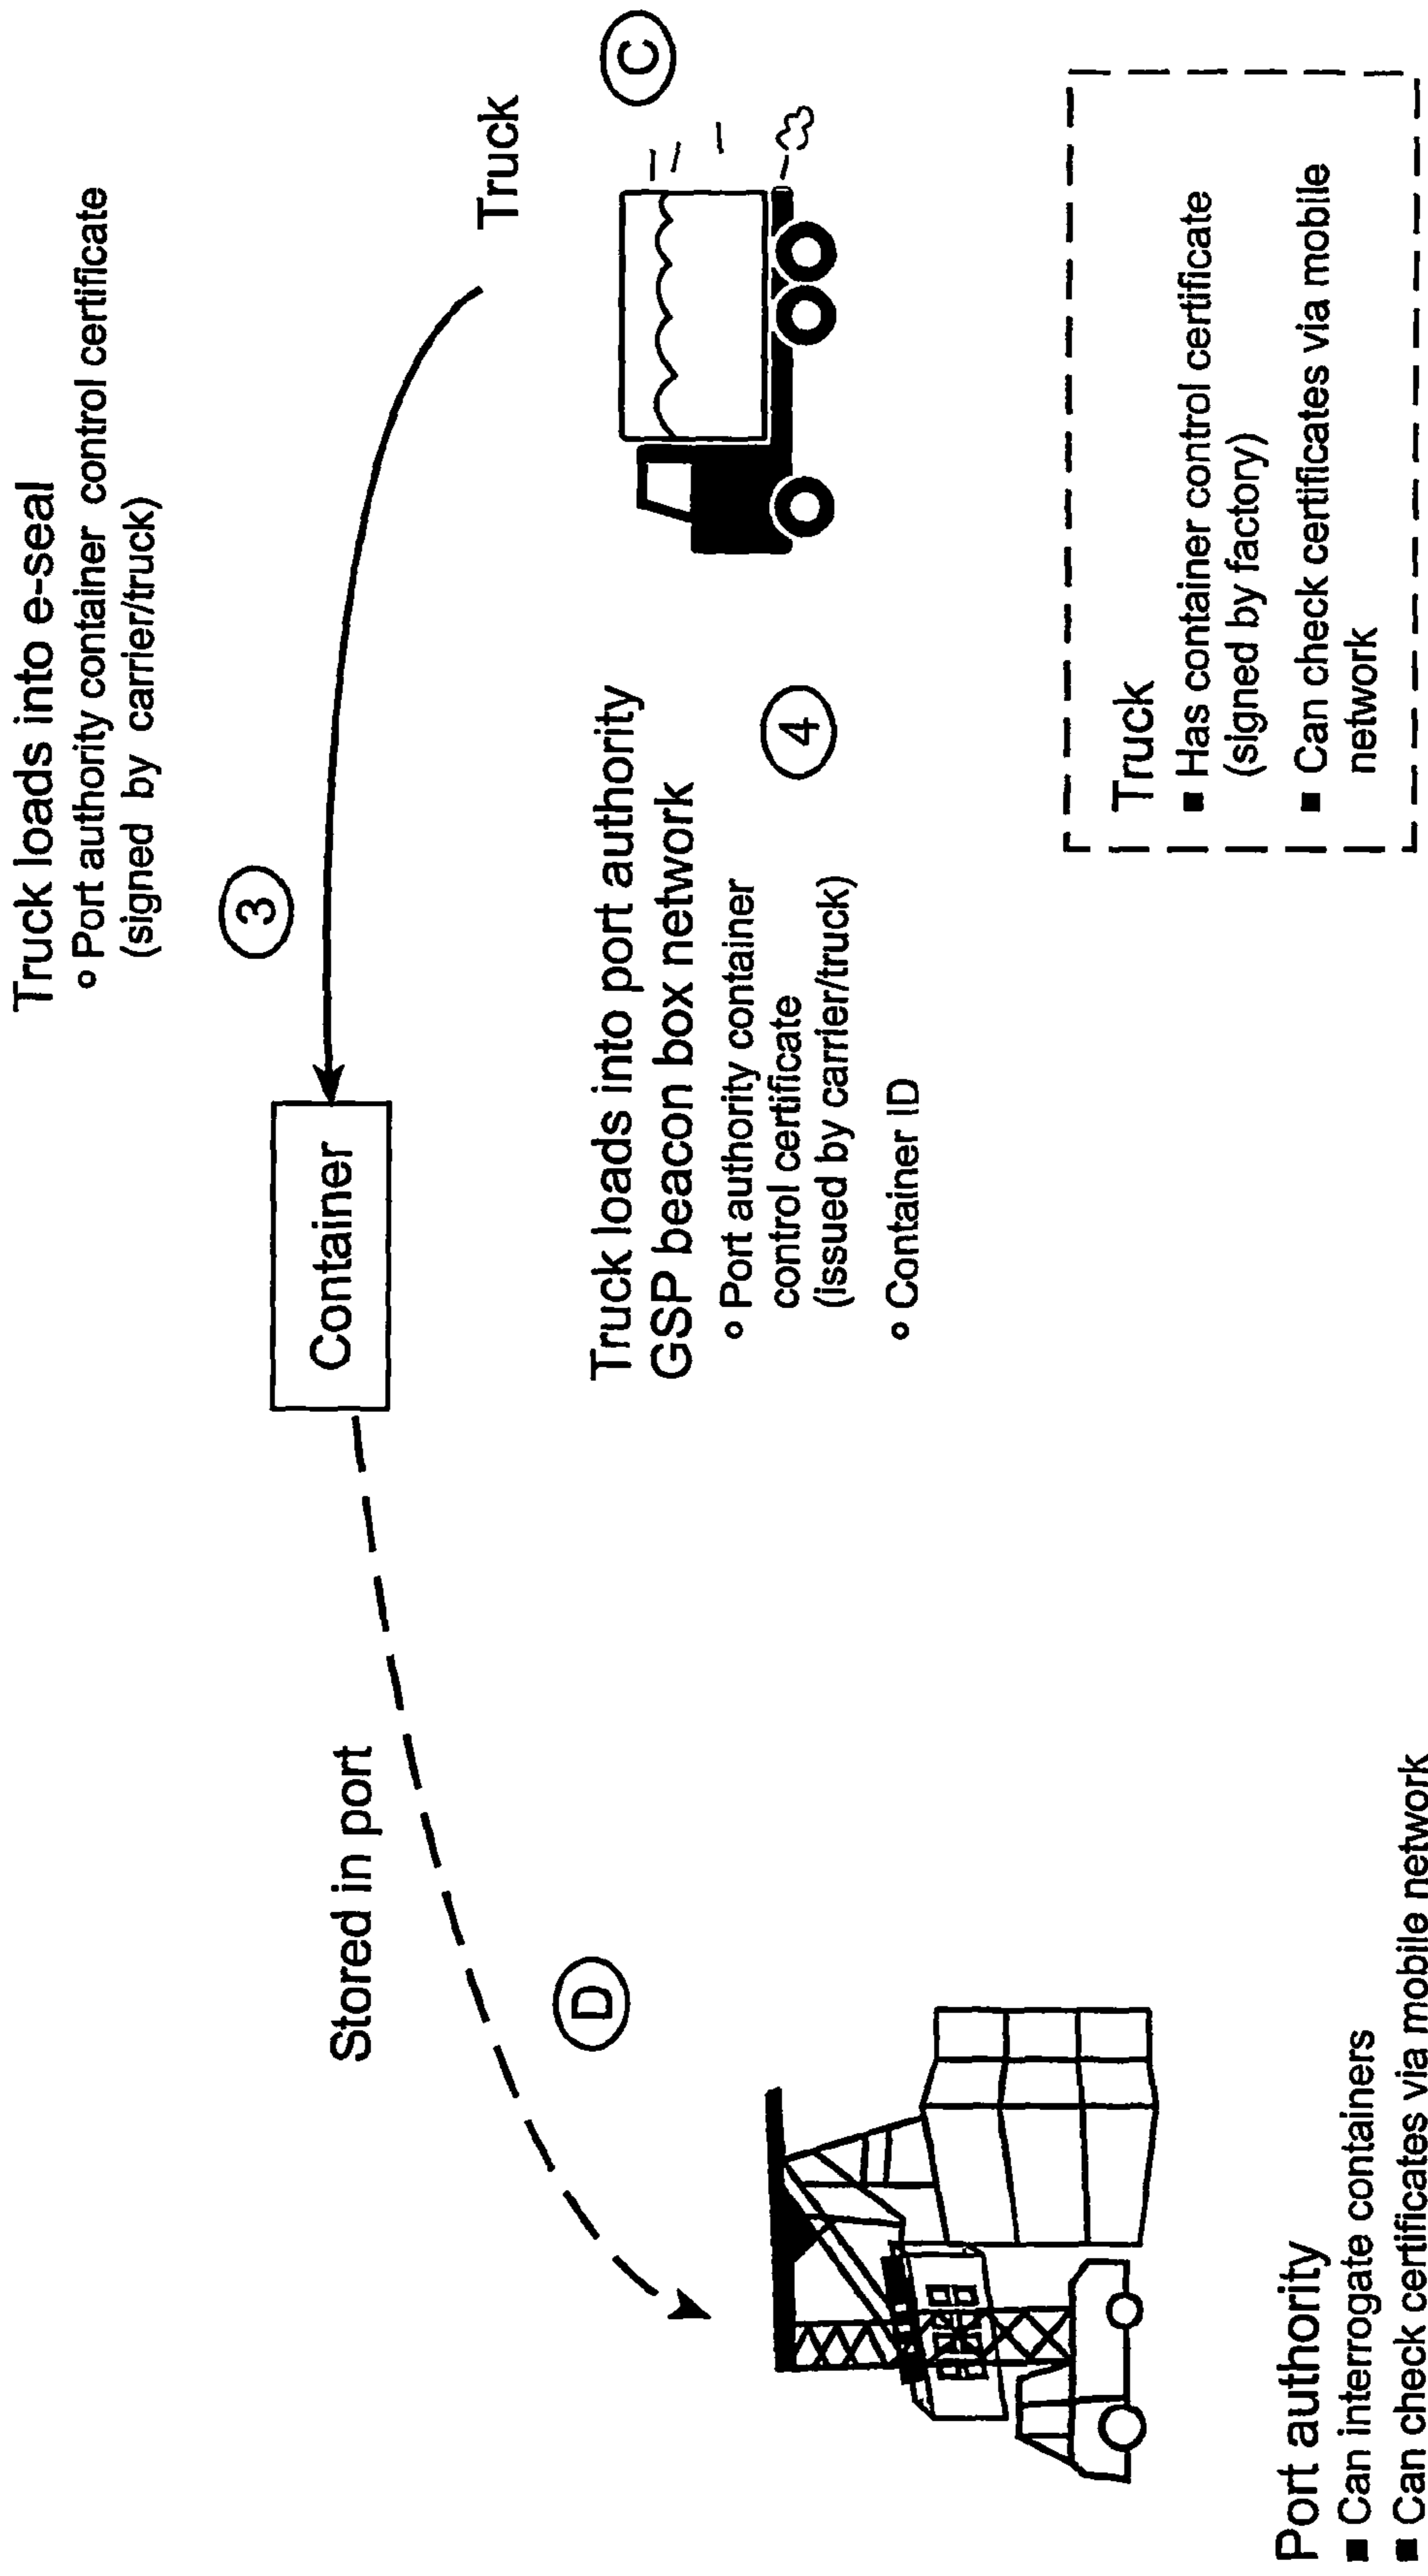 Truck loads into e-seal
Port authority container control certificate
(signed by carrier/truck)
3
Container
Stored in port
Truck
C
Truck loads into port authority
GSP beacon box network
4
Port authority container
control certificate
(issued by carrier/truck)
Container ID
D
Truck
Has container control certificate
(signed by factory)
Can check certificates via mobile
network
Port authority
Can interrogate containers
Can check certificates via mobile network